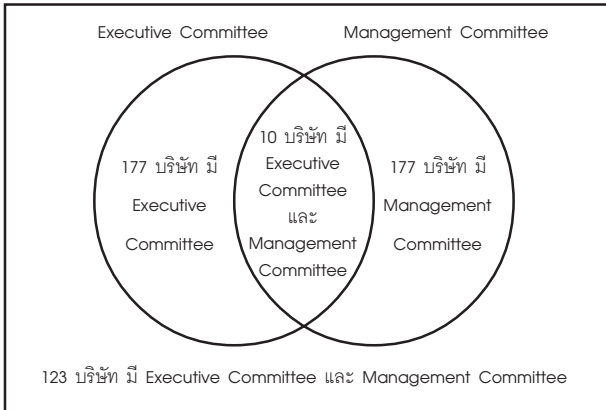 Executive Committee Management Committee
177 บริษัท มี
Executive
Committee
10 บริษัท มี
Executive
Committee
และ
Management
Committee
177 บริษัท มี
Management
Committee
123 บริษัท มี Executive Committee และ Management Committee